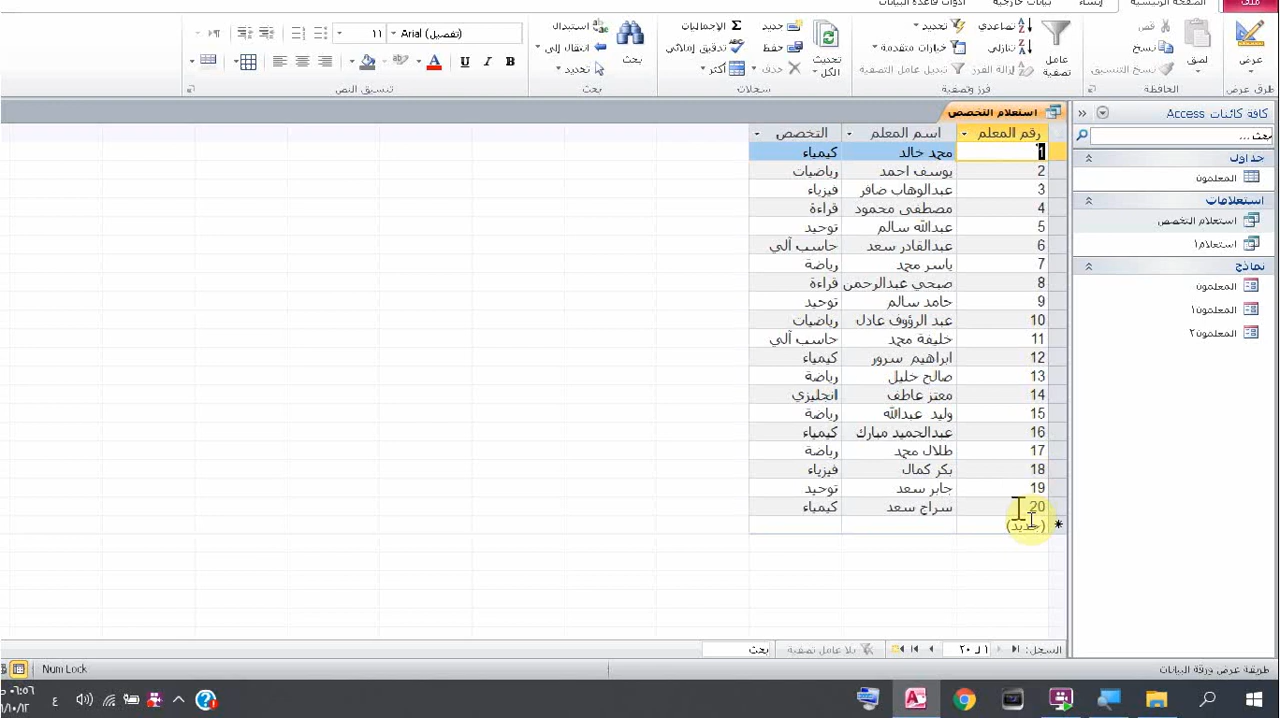 ملف
الصفحة الرئيسية
إنشاء
بيانات خارجية
أدوات قاعدة البيانات
عرض
طرق عرض
لصق
قص
نسخ
نسخ التنسيق
الحافظة
عامل
تصفية
تصاعدي
تنازلي
إزالة الفرز
تحديد
خيارات متقدمة
تبديل عامل التصفية
فرز وتصفية
تحديث
الكل
جديد
حفظ
حذف
الإجماليات
تدقيق إملائي
أكثر
سجلات
بحث
استبدال
انتقال إلى
تحديد
بحث
Arial (تفصيل)
١١
B I U A
تنسيق النص
كافة كائنات Access
بحث...
جداول
المعلمون
استعلامات
استعلام التخصص
استعلام١
نماذج
المعلمون
المعلمون١
المعلمون٢
استعلام التخصص
رقم المعلم اسم المعلم التخصص
1 محمد خالد كيمياء
2 يوسف احمد رياضيات
3 عبدالوهاب صافر فيزياء
4 مصطفى محمود قراءة
5 عبدالله سالم توحيد
6 عبدالقادر سعد حاسب آلي
7 ياسر محمد رياضة
8 صبحي عبدالرحمن قراءة
9 حامد سالم توحيد
10 عبد الرؤوف عادل رياضيات
11 خليفة محمد حاسب آلي
12 ابراهيم سرور كيمياء
13 صالح خليل رياضة
14 معتز عاطف انجليزي
15 وليد عبدالله رياضة
16 عبدالحميد مبارك كيمياء
17 طلال محمد رياضة
18 بكر كمال فيزياء
19 جابر سعد توحيد
20 سراج سعد كيمياء
(جديد)
السجل: ١ لـ ٢٠ بلا عامل تصفية بحث
طريقة عرض ورقة البيانات
Num Lock
ع